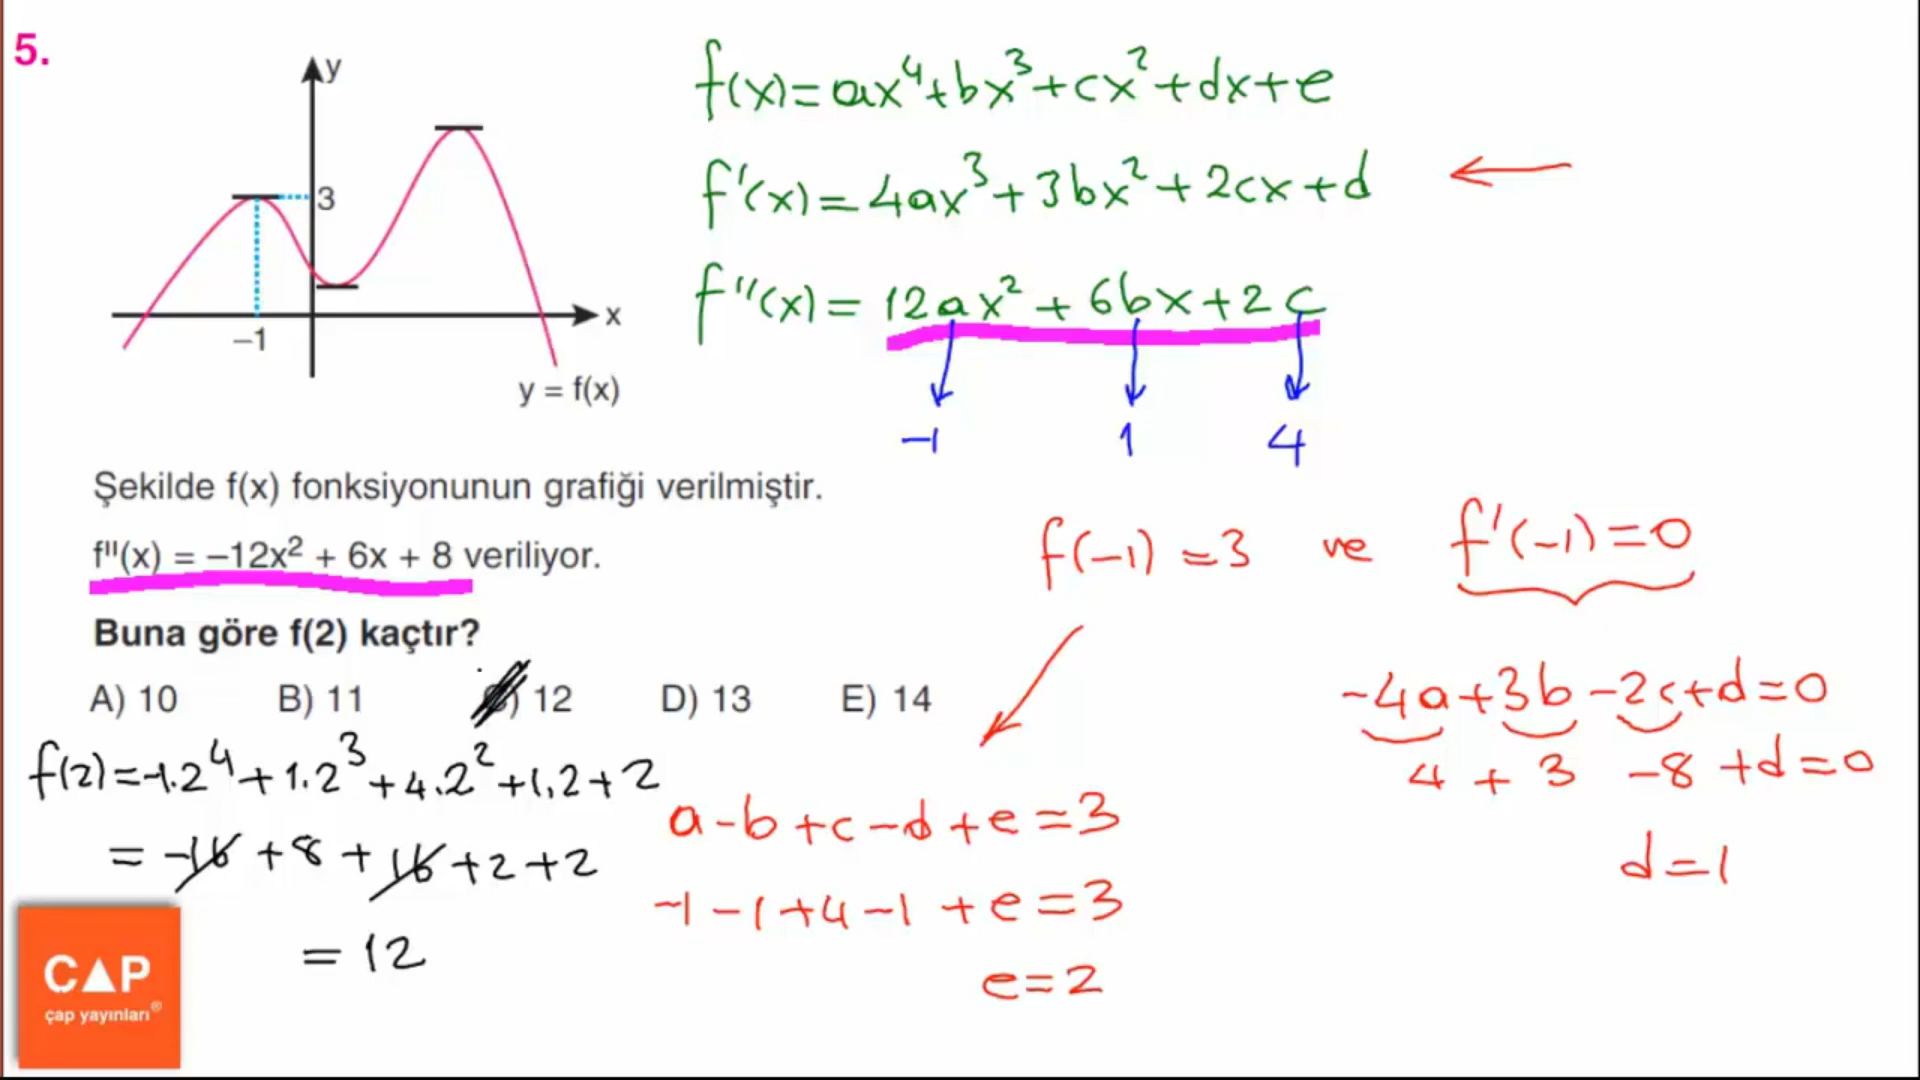 5.
y
3
x
–1
y = f(x)
f(x)=ax⁴+bx³+cx²+dx+e
f'(x)=4ax³+3bx²+2cx+d
f''(x)=12ax²+6bx+2c
-1 1 4
Şekilde f(x) fonksiyonunun grafiği verilmiştir.
f''(x) = –12x² + 6x + 8 veriliyor.
Buna göre f(2) kaçtır?
A) 10 B) 11 C) 12 D) 13 E) 14
f(2)=-1.2⁴+1.2³+4.2²+1.2+2
=-16+8+16+2+2
=12
f(-1)=3 ve f'(-1)=0
a-b+c-d+e=3
-1-1+4-1+e=3
e=2
-4a+3b-2c+d=0
4+3-8+d=0
d=1
ÇAP
çap yayınları®